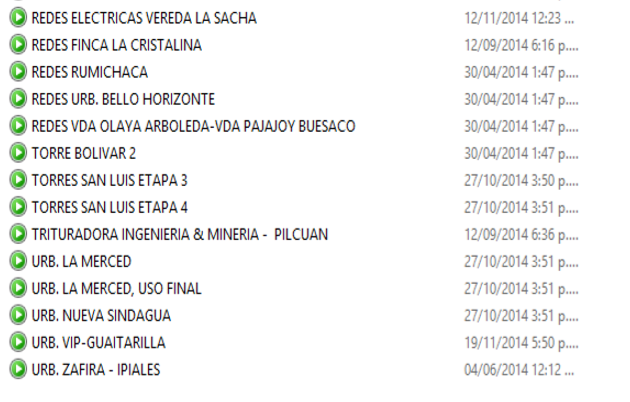 REDES ELECTRICAS VEREDA LA SACHA 12/11/2014 12:23 ...
REDES FINCA LA CRISTALINA 12/09/2014 6:16 p....
REDES RUMICHACA 30/04/2014 1:47 p....
REDES URB. BELLO HORIZONTE 30/04/2014 1:47 p....
REDES VDA OLAYA ARBOLEDA-VDA PAJAJOY BUESACO 30/04/2014 1:47 p....
TORRE BOLIVAR 2 30/04/2014 1:47 p....
TORRES SAN LUIS ETAPA 3 27/10/2014 3:50 p....
TORRES SAN LUIS ETAPA 4 27/10/2014 3:51 p....
TRITURADORA INGENIERIA & MINERIA - PILCUAN 12/09/2014 6:36 p....
URB. LA MERCED 27/10/2014 3:51 p....
URB. LA MERCED, USO FINAL 27/10/2014 3:51 p....
URB. NUEVA SINDAGUA 27/10/2014 3:51 p....
URB. VIP-GUAITARILLA 19/11/2014 5:50 p....
URB. ZAFIRA - IPIALES 04/06/2014 12:12 ...